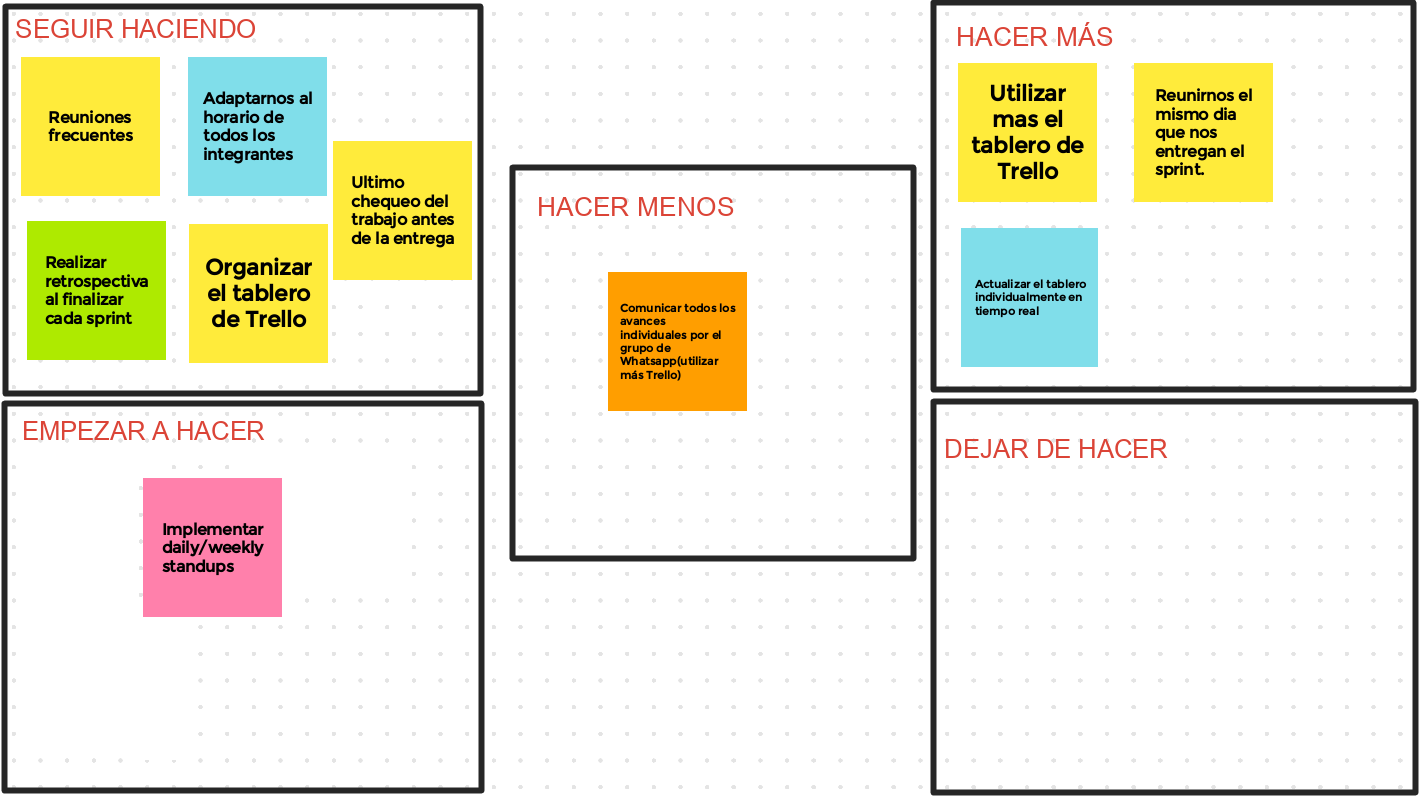 SEGUIR HACIENDO
Reuniones
frecuentes
Adaptarnos al
horario de
todos los
integrantes
Ultimo
chequeo del
trabajo antes
de la entrega
Realizar
retrospectiva
al finalizar
cada sprint
Organizar
el tablero
de Trello
HACER MENOS
Comunicar todos los
avances
individuales por el
grupo de
Whatsapp(utilizar
más Trello)
HACER MÁS
Utilizar
mas el
tablero de
Trello
Reunirnos el
mismo dia
que nos
entregan el
sprint.
Actualizar el tablero
individualmente en
tiempo real
EMPEZAR A HACER
Implementar
daily/weekly
standups
DEJAR DE HACER